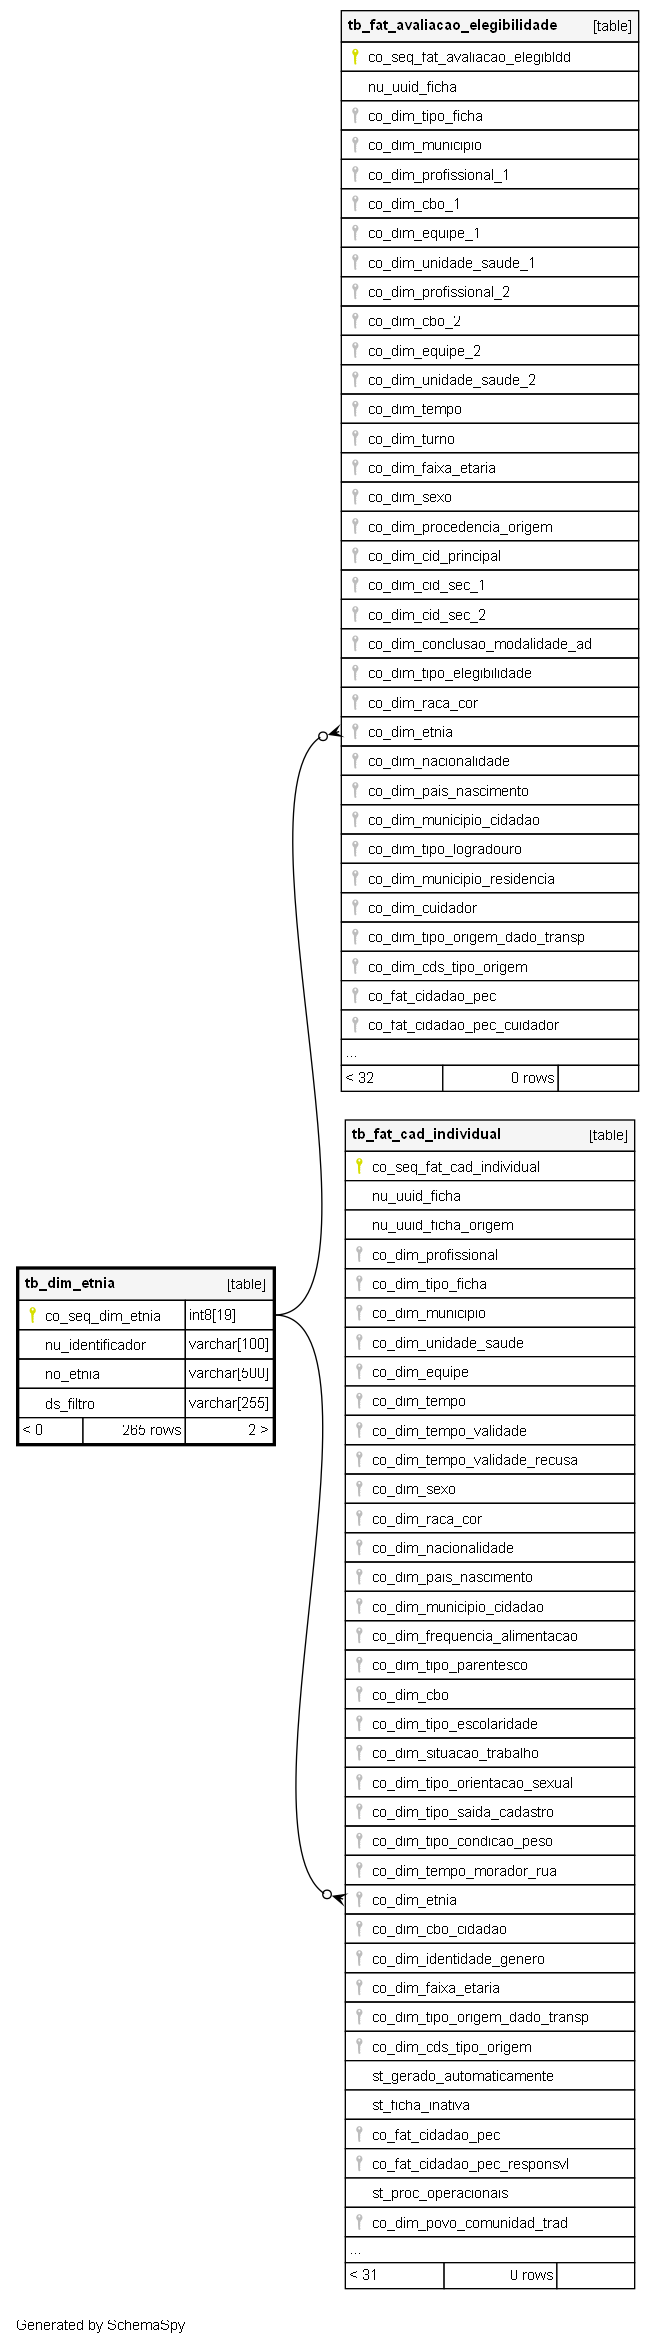 tb_fat_avaliacao_elegibilidade [table]
co_seq_fat_avaliacao_elegibldd
nu_uuid_ficha
co_dim_tipo_ficha
co_dim_municipio
co_dim_profissional_1
co_dim_cbo_1
co_dim_equipe_1
co_dim_unidade_saude_1
co_dim_profissional_2
co_dim_cbo_2
co_dim_equipe_2
co_dim_unidade_saude_2
co_dim_tempo
co_dim_turno
co_dim_faixa_etaria
co_dim_sexo
co_dim_procedencia_origem
co_dim_cid_principal
co_dim_cid_sec_1
co_dim_cid_sec_2
co_dim_conclusao_modalidade_ad
co_dim_tipo_elegibilidade
co_dim_raca_cor
co_dim_etnia
co_dim_nacionalidade
co_dim_pais_nascimento
co_dim_municipio_cidadao
co_dim_tipo_logradouro
co_dim_municipio_residencia
co_dim_cuidador
co_dim_tipo_origem_dado_transp
co_dim_cds_tipo_origem
co_fat_cidadao_pec
co_fat_cidadao_pec_cuidador
...
< 32 0 rows
tb_dim_etnia [table]
co_seq_dim_etnia int8[19]
nu_identificador varchar[100]
no_etnia varchar[500]
ds_filtro varchar[255]
< 0 265 rows 2 >
tb_fat_cad_individual [table]
co_seq_fat_cad_individual
nu_uuid_ficha
nu_uuid_ficha_origem
co_dim_profissional
co_dim_tipo_ficha
co_dim_municipio
co_dim_unidade_saude
co_dim_equipe
co_dim_tempo
co_dim_tempo_validade
co_dim_tempo_validade_recusa
co_dim_sexo
co_dim_raca_cor
co_dim_nacionalidade
co_dim_pais_nascimento
co_dim_municipio_cidadao
co_dim_frequencia_alimentacao
co_dim_tipo_parentesco
co_dim_cbo
co_dim_tipo_escolaridade
co_dim_situacao_trabalho
co_dim_tipo_orientacao_sexual
co_dim_tipo_saida_cadastro
co_dim_tipo_condicao_peso
co_dim_tempo_morador_rua
co_dim_etnia
co_dim_cbo_cidadao
co_dim_identidade_genero
co_dim_faixa_etaria
co_dim_tipo_origem_dado_transp
co_dim_cds_tipo_origem
st_gerado_automaticamente
st_ficha_inativa
co_fat_cidadao_pec
co_fat_cidadao_pec_responsvl
st_proc_operacionais
co_dim_povo_comunidad_trad
...
< 31 0 rows
Generated by SchemaSpy